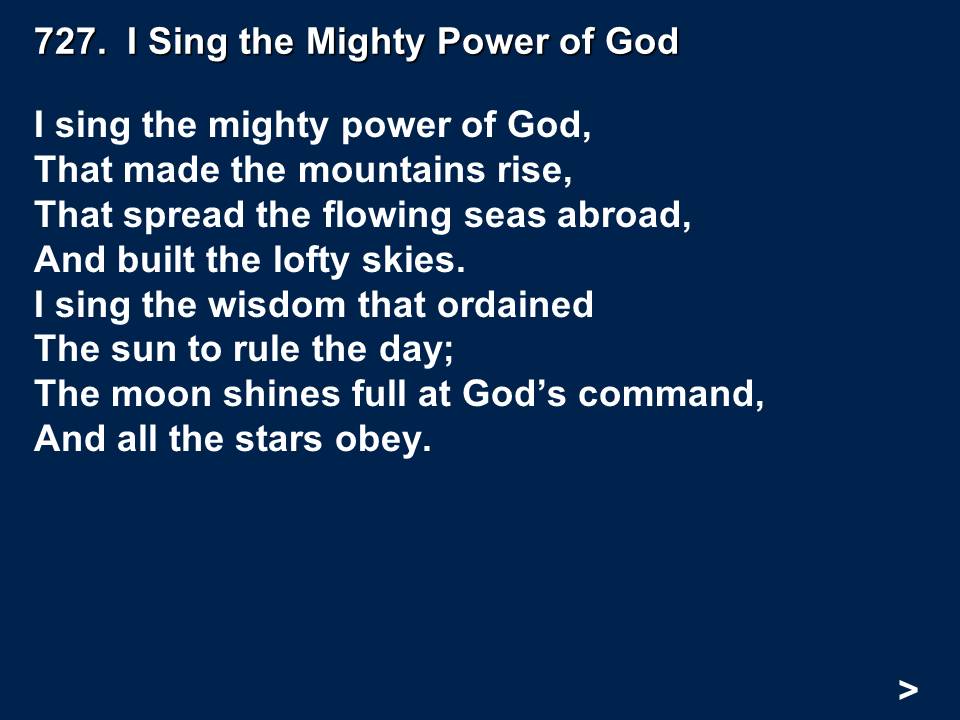 727.  I Sing the Mighty Power of God
I sing the mighty power of God,
That made the mountains rise,
That spread the flowing seas abroad,
And built the lofty skies.
I sing the wisdom that ordained
The sun to rule the day;
The moon shines full at God’s command,
And all the stars obey.
>